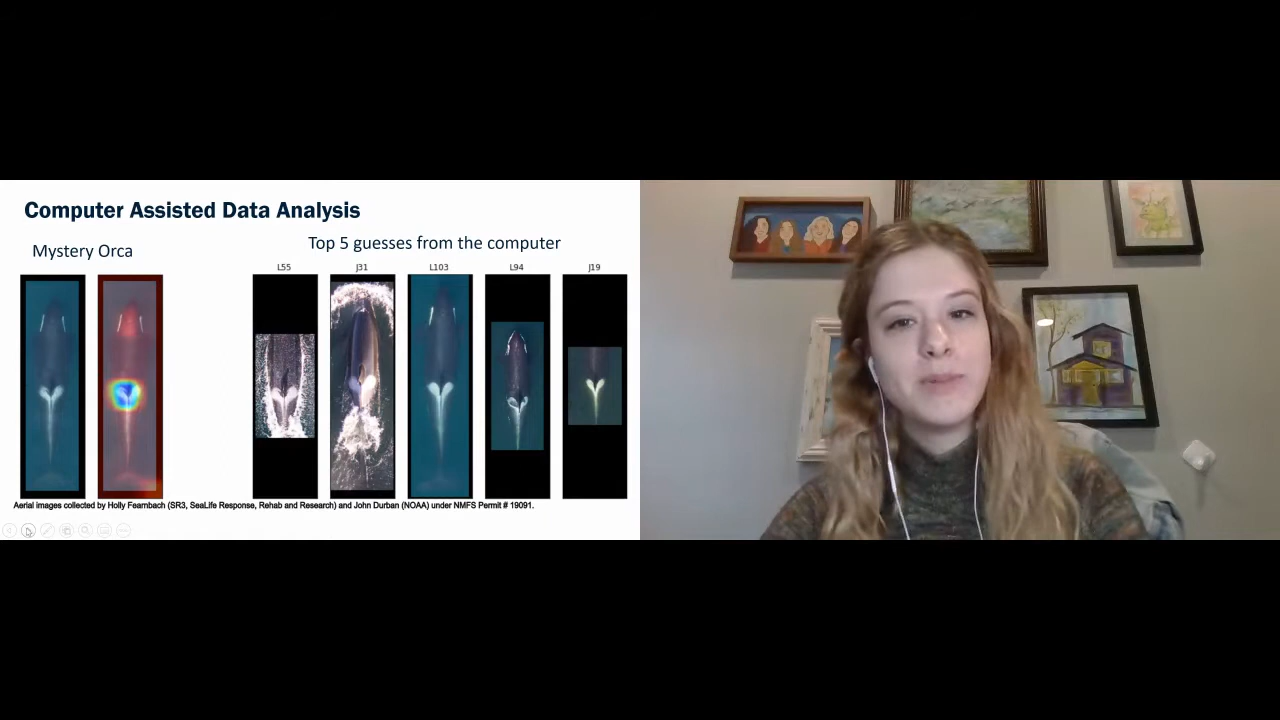 Computer Assisted Data Analysis
Mystery Orca
Top 5 guesses from the computer
L55
J31
L103
L94
J19
Aerial images collected by Holly Fearnbach (SR3, SeaLife Response, Rehab and Research) and John Durban (NOAA) under NMFS Permit # 19091.